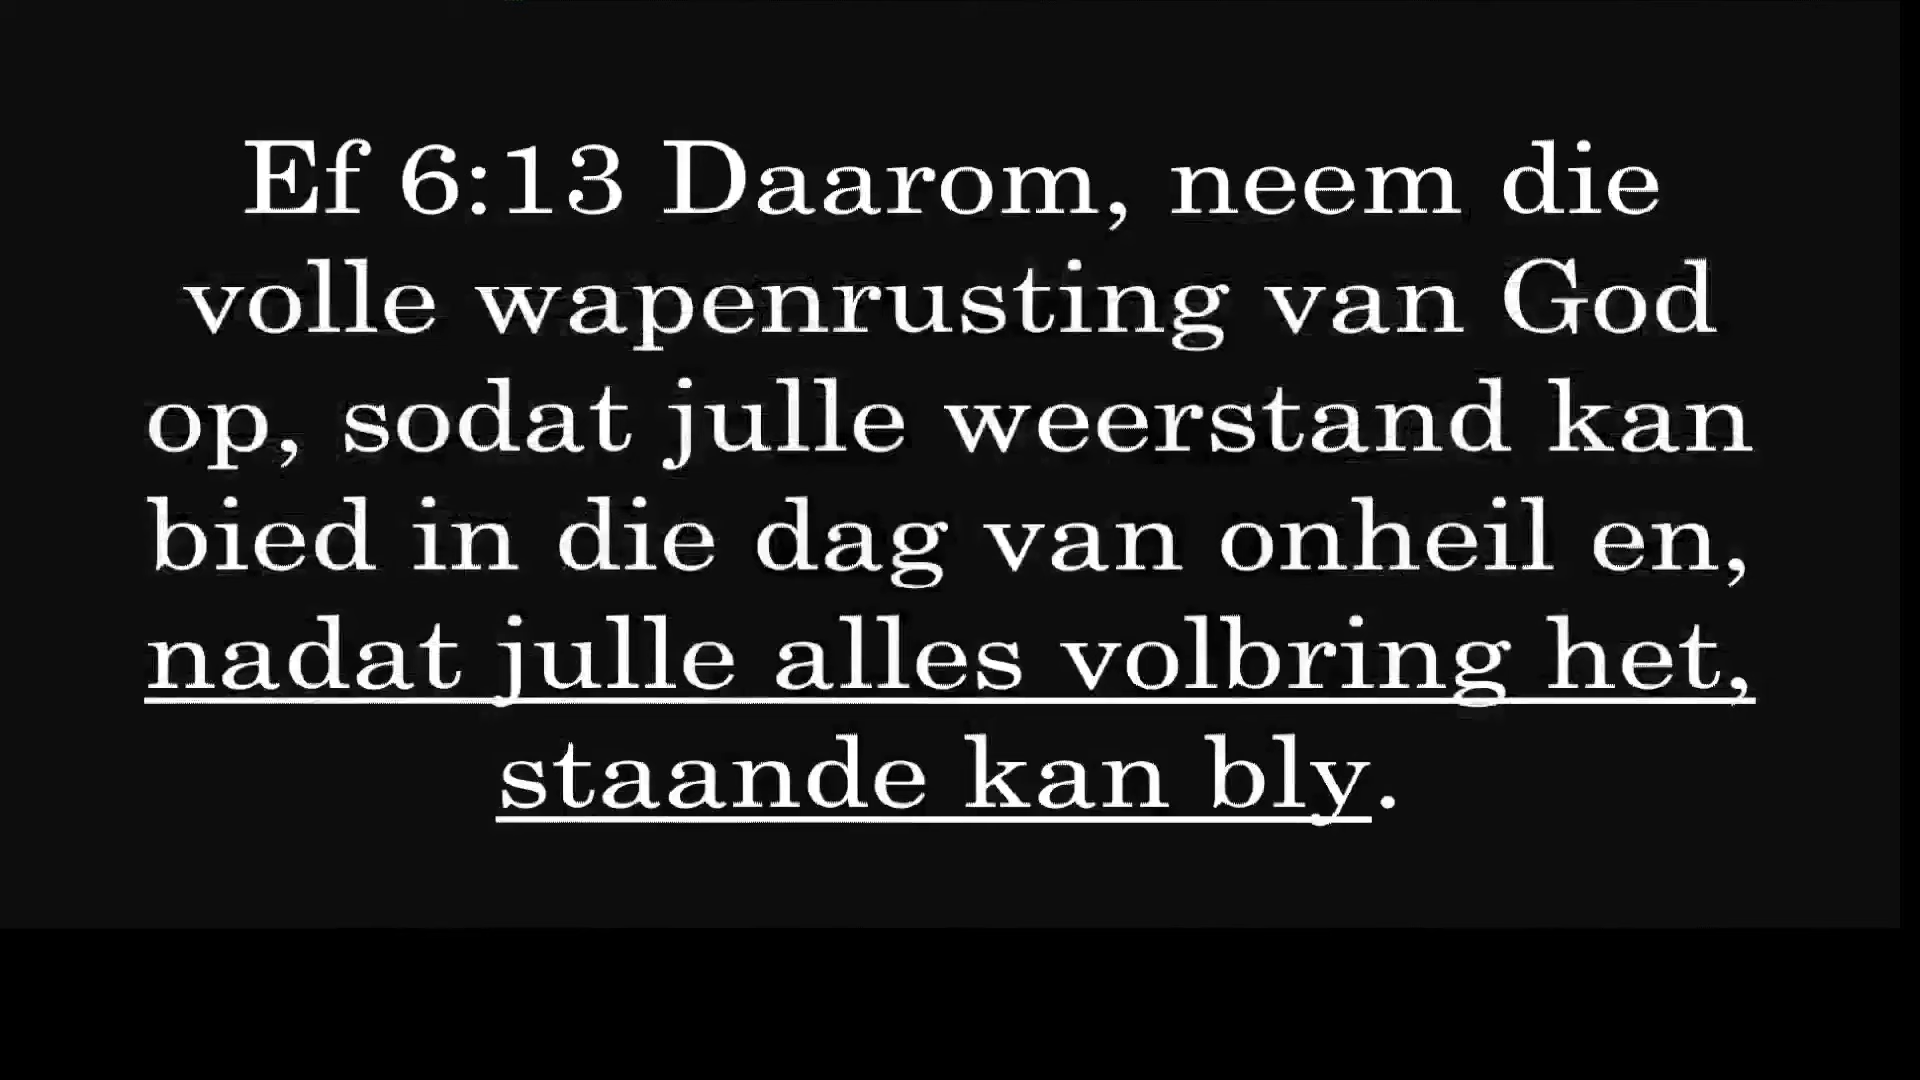 Ef 6:13 Daarom, neem die
volle wapenrusting van God
op, sodat julle weerstand kan
bied in die dag van onheil en,
nadat julle alles volbring het,
staande kan bly.